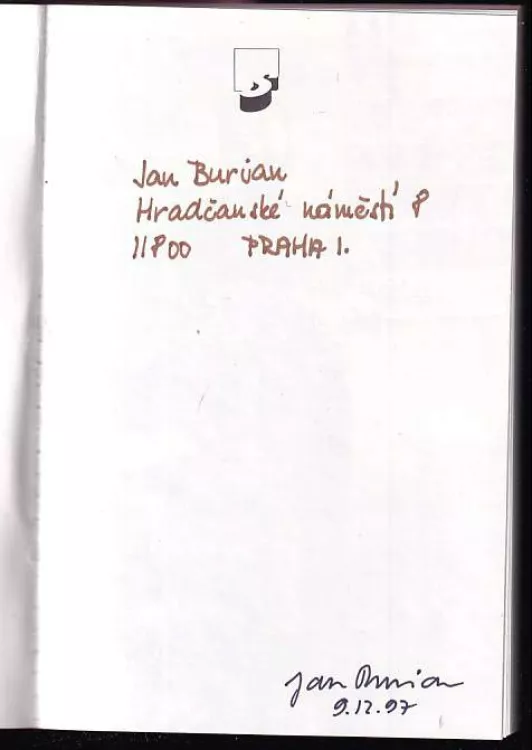 Jan Burian
Hradčanské náměstí 8
11800 PRAHA 1.
Jan Burian
9.12.97